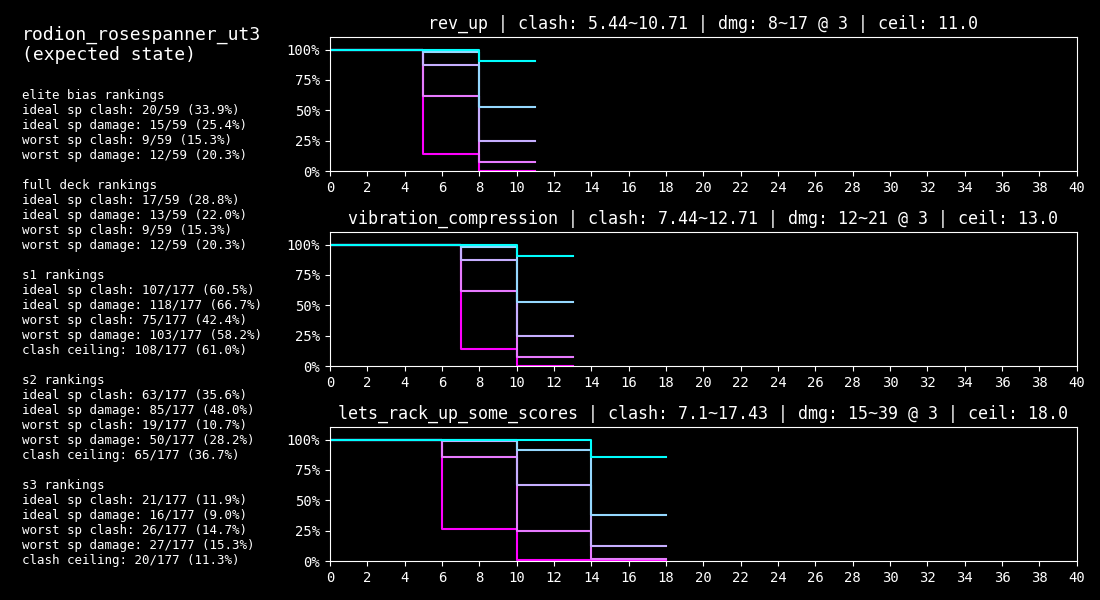 rodion_rosespanner_ut3
(expected state)
elite bias rankings
ideal sp clash: 20/59 (33.9%)
ideal sp damage: 15/59 (25.4%)
worst sp clash: 9/59 (15.3%)
worst sp damage: 12/59 (20.3%)
full deck rankings
ideal sp clash: 17/59 (28.8%)
ideal sp damage: 13/59 (22.0%)
worst sp clash: 9/59 (15.3%)
worst sp damage: 12/59 (20.3%)
s1 rankings
ideal sp clash: 107/177 (60.5%)
ideal sp damage: 118/177 (66.7%)
worst sp clash: 75/177 (42.4%)
worst sp damage: 103/177 (58.2%)
clash ceiling: 108/177 (61.0%)
s2 rankings
ideal sp clash: 63/177 (35.6%)
ideal sp damage: 85/177 (48.0%)
worst sp clash: 19/177 (10.7%)
worst sp damage: 50/177 (28.2%)
clash ceiling: 65/177 (36.7%)
s3 rankings
ideal sp clash: 21/177 (11.9%)
ideal sp damage: 16/177 (9.0%)
worst sp clash: 26/177 (14.7%)
worst sp damage: 27/177 (15.3%)
clash ceiling: 20/177 (11.3%)
rev_up | clash: 5.44~10.71 | dmg: 8~17 @ 3 | ceil: 11.0
100%
75%
50%
25%
0%
0 2 4 6 8 10 12 14 16 18 20 22 24 26 28 30 32 34 36 38 40
vibration_compression | clash: 7.44~12.71 | dmg: 12~21 @ 3 | ceil: 13.0
100%
75%
50%
25%
0%
0 2 4 6 8 10 12 14 16 18 20 22 24 26 28 30 32 34 36 38 40
lets_rack_up_some_scores | clash: 7.1~17.43 | dmg: 15~39 @ 3 | ceil: 18.0
100%
75%
50%
25%
0%
0 2 4 6 8 10 12 14 16 18 20 22 24 26 28 30 32 34 36 38 40